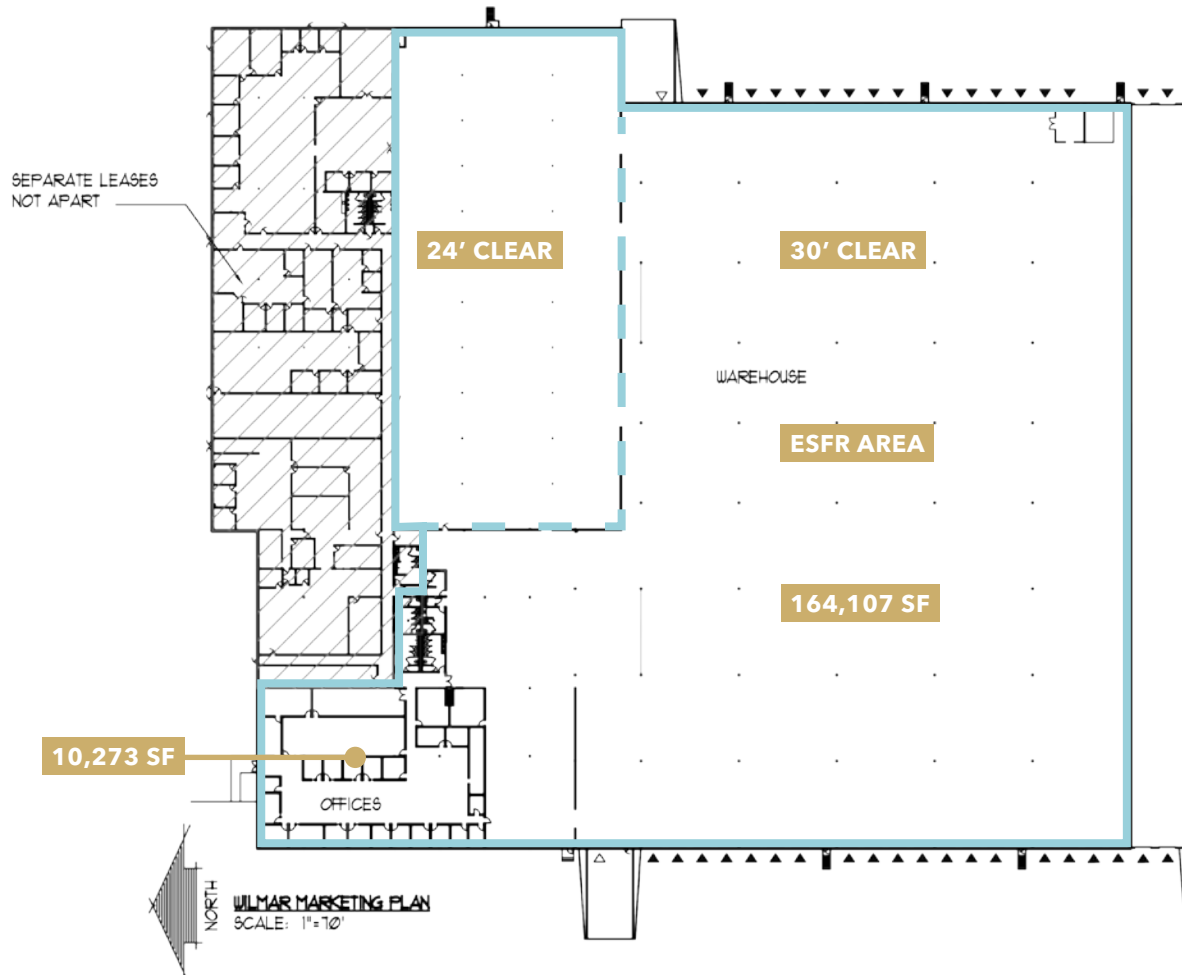 SEPARATE LEASES
NOT APART
24’ CLEAR
30’ CLEAR
WAREHOUSE
ESFR AREA
164,107 SF
10,273 SF
OFFICES
NORTH
WILMAR MARKETING PLAN
SCALE: 1"=70'